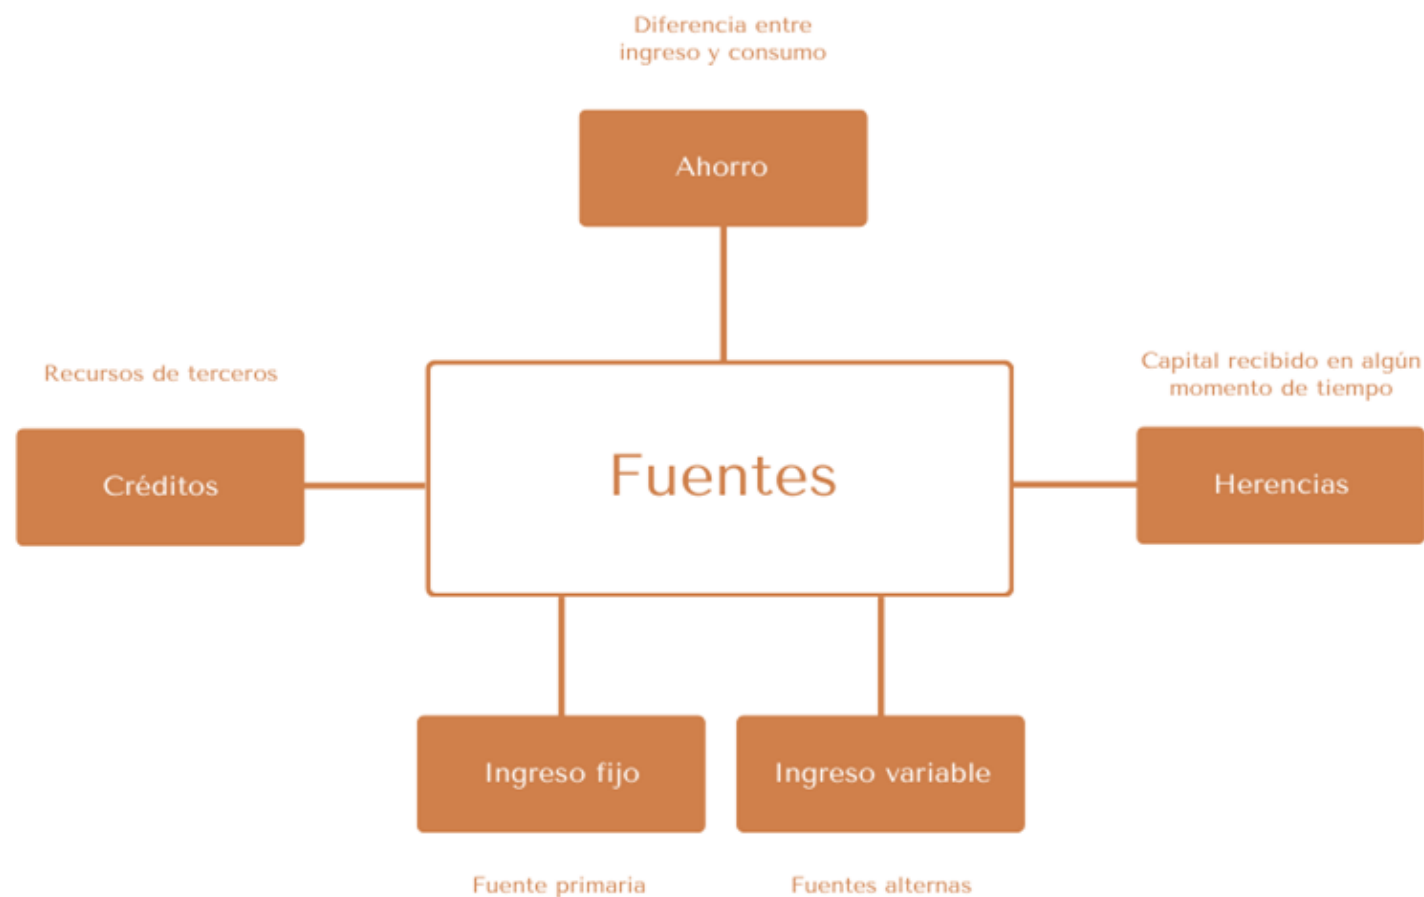 Diferencia entre
ingreso y consumo
Ahorro
Recursos de terceros
Créditos
Fuentes
Capital recibido en algún
momento de tiempo
Herencias
Ingreso fijo
Fuente primaria
Ingreso variable
Fuentes alternas